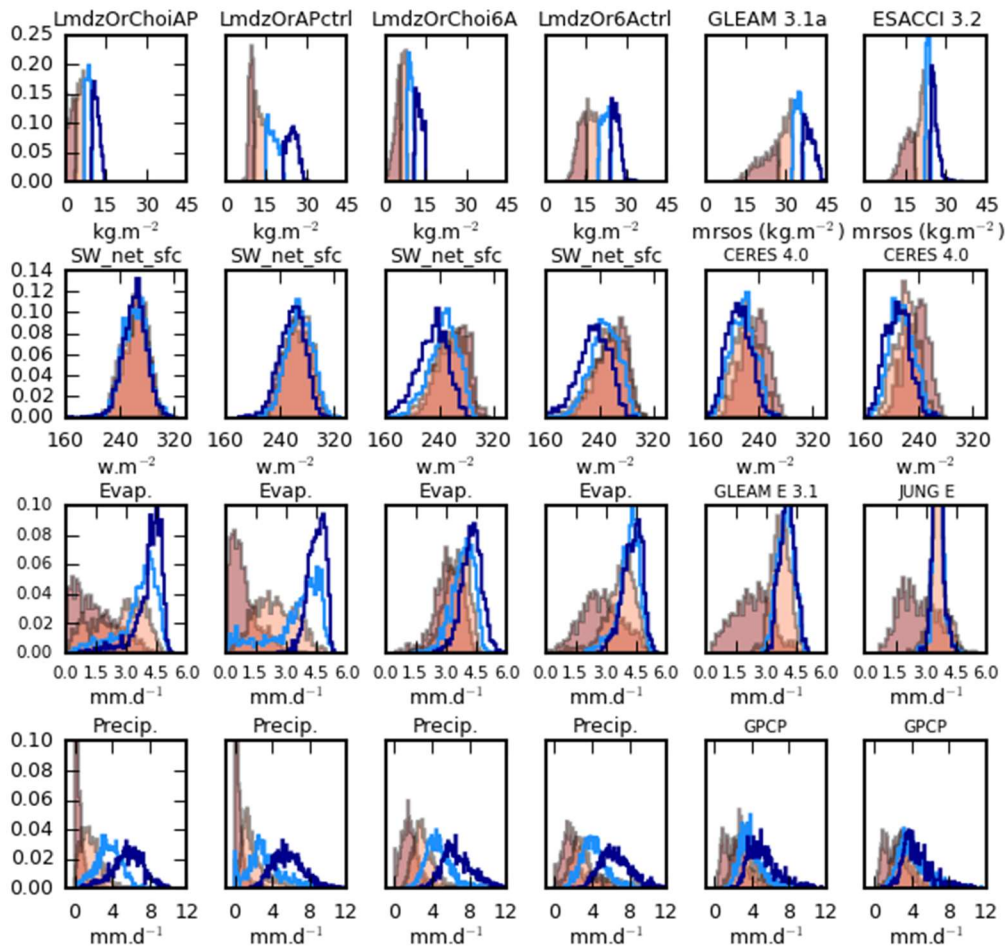 LmdzOrChoiAP LmdzOrAPctrl LmdzOrChoi6A LmdzOr6Actrl GLEAM 3.1a ESACCI 3.2
0.25
0.20
0.15
0.10
0.05
0.00
0 15 30 45 0 15 30 45 0 15 30 45 0 15 30 45 0 15 30 45 0 15 30 45
kg.m⁻² kg.m⁻² kg.m⁻² kg.m⁻² mrsos (kg.m⁻²) mrsos (kg.m⁻²)
SW_net_sfc SW_net_sfc SW_net_sfc SW_net_sfc CERES 4.0 CERES 4.0
0.14
0.12
0.10
0.08
0.06
0.04
0.02
0.00
160 240 320 160 240 320 160 240 320 160 240 320 160 240 320 160 240 320
w.m⁻² w.m⁻² w.m⁻² w.m⁻² w.m⁻² w.m⁻²
Evap. Evap. Evap. Evap. GLEAM E 3.1 JUNG E
0.10
0.08
0.06
0.04
0.02
0.00
0.0 1.5 3.0 4.5 6.0 0.0 1.5 3.0 4.5 6.0 0.0 1.5 3.0 4.5 6.0 0.0 1.5 3.0 4.5 6.0 0.0 1.5 3.0 4.5 6.0 0.0 1.5 3.0 4.5 6.0
mm.d⁻¹ mm.d⁻¹ mm.d⁻¹ mm.d⁻¹ mm.d⁻¹ mm.d⁻¹
Precip. Precip. Precip. Precip. GPCP GPCP
0.10
0.08
0.06
0.04
0.02
0.00
0 4 8 12 0 4 8 12 0 4 8 12 0 4 8 12 0 4 8 12 0 4 8 12
mm.d⁻¹ mm.d⁻¹ mm.d⁻¹ mm.d⁻¹ mm.d⁻¹ mm.d⁻¹